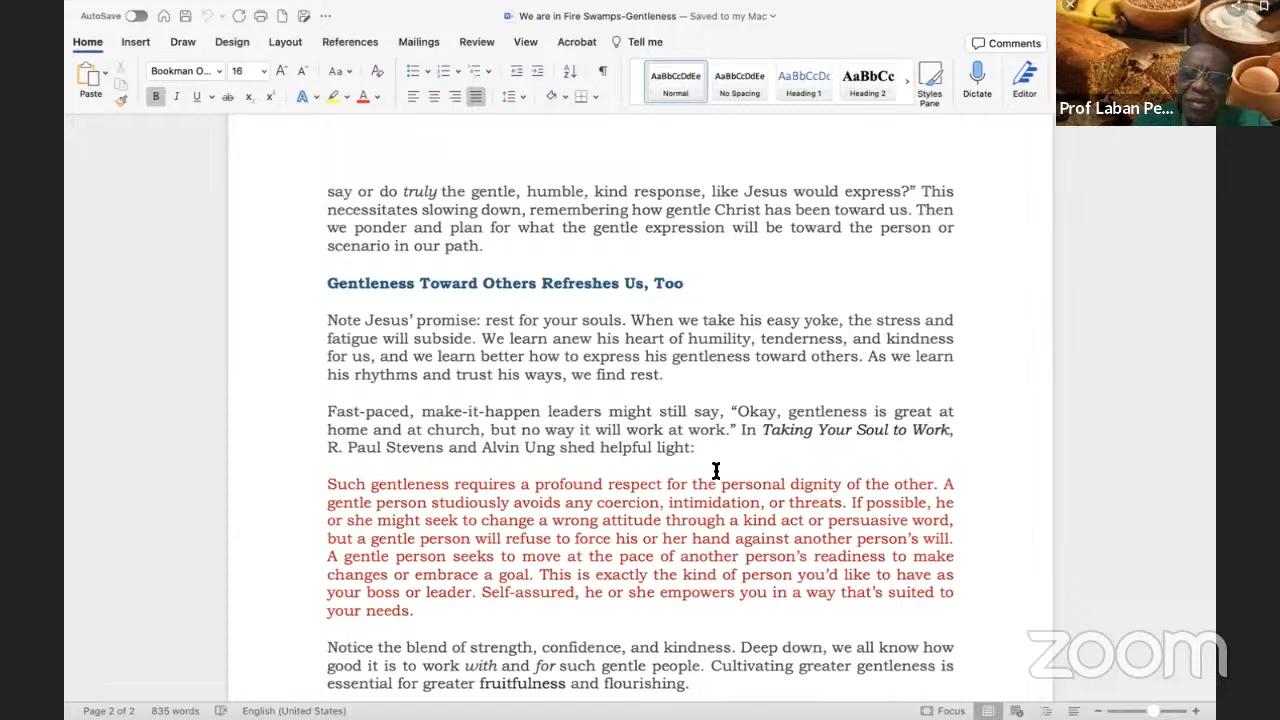 AutoSave
We are in Fire Swamps-Gentleness — Saved to my Mac
Home Insert Draw Design Layout References Mailings Review View Acrobat Tell me Comments
Paste
Bookman O... 16
AaBbCcDdEe AaBbCcDdEe AaBbCcDc AaBbCc
Normal No Spacing Heading 1 Heading 2
Styles Pane
Dictate
Editor
Prof Laban Pe...
say or do truly the gentle, humble, kind response, like Jesus would express?” This
necessitates slowing down, remembering how gentle Christ has been toward us. Then
we ponder and plan for what the gentle expression will be toward the person or
scenario in our path.
Gentleness Toward Others Refreshes Us, Too
Note Jesus’ promise: rest for your souls. When we take his easy yoke, the stress and
fatigue will subside. We learn anew his heart of humility, tenderness, and kindness
for us, and we learn better how to express his gentleness toward others. As we learn
his rhythms and trust his ways, we find rest.
Fast-paced, make-it-happen leaders might still say, “Okay, gentleness is great at
home and at church, but no way it will work at work.” In Taking Your Soul to Work,
R. Paul Stevens and Alvin Ung shed helpful light:
Such gentleness requires a profound respect for the personal dignity of the other. A
gentle person studiously avoids any coercion, intimidation, or threats. If possible, he
or she might seek to change a wrong attitude through a kind act or persuasive word,
but a gentle person will refuse to force his or her hand against another person’s will.
A gentle person seeks to move at the pace of another person’s readiness to make
changes or embrace a goal. This is exactly the kind of person you’d like to have as
your boss or leader. Self-assured, he or she empowers you in a way that’s suited to
your needs.
Notice the blend of strength, confidence, and kindness. Deep down, we all know how
good it is to work with and for such gentle people. Cultivating greater gentleness is
essential for greater fruitfulness and flourishing.
zoom
Page 2 of 2 835 words English (United States) Focus